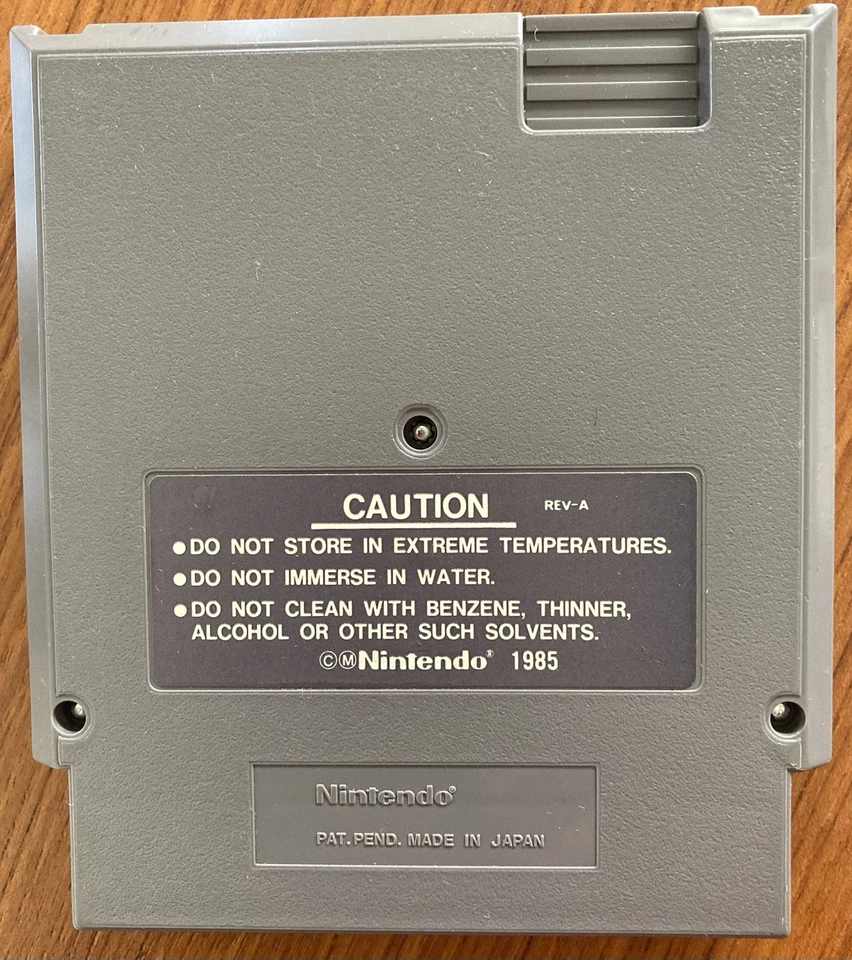 CAUTION REV-A
●DO NOT STORE IN EXTREME TEMPERATURES.
●DO NOT IMMERSE IN WATER.
●DO NOT CLEAN WITH BENZENE, THINNER,
ALCOHOL OR OTHER SUCH SOLVENTS.
©ⓂNintendo® 1985
Nintendo®
PAT. PEND. MADE IN JAPAN